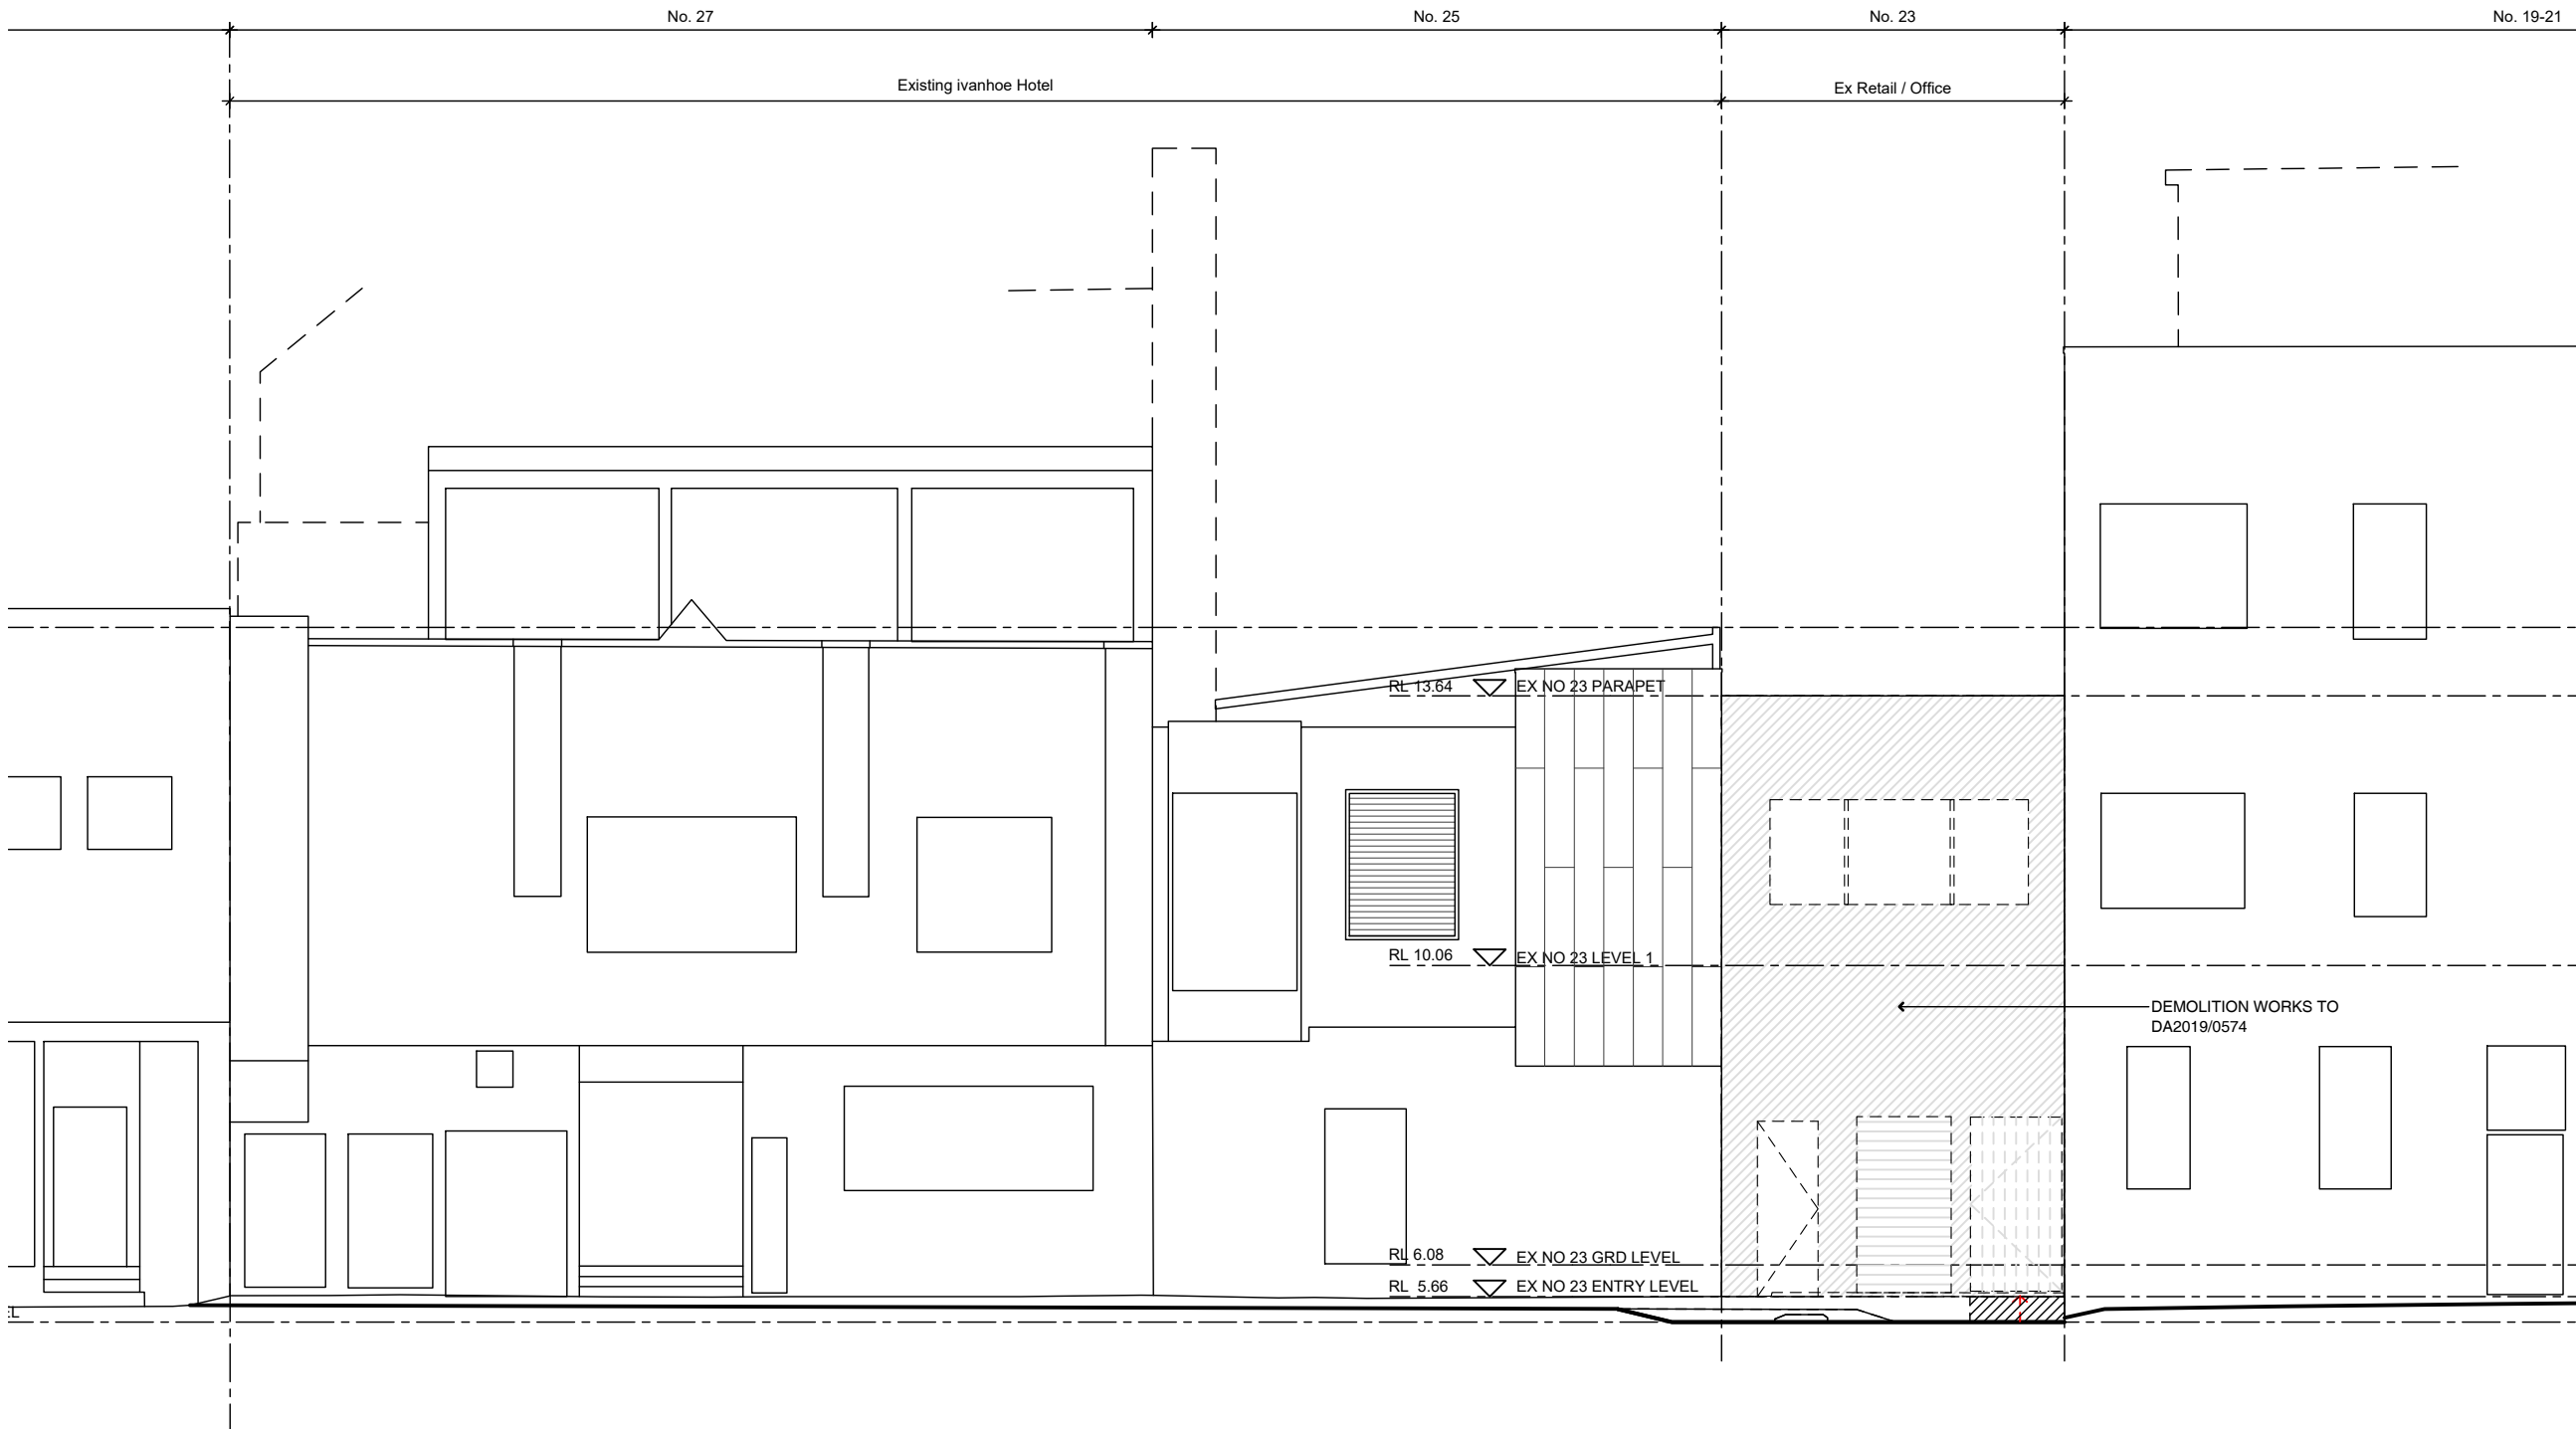 No. 27
No. 25
No. 23
No. 19-21
Existing ivanhoe Hotel
Ex Retail / Office
RL 13.64 EX NO 23 PARAPET
RL 10.06 EX NO 23 LEVEL 1
DEMOLITION WORKS TO
DA2019/0574
RL 6.08 EX NO 23 GRD LEVEL
RL 5.66 EX NO 23 ENTRY LEVEL